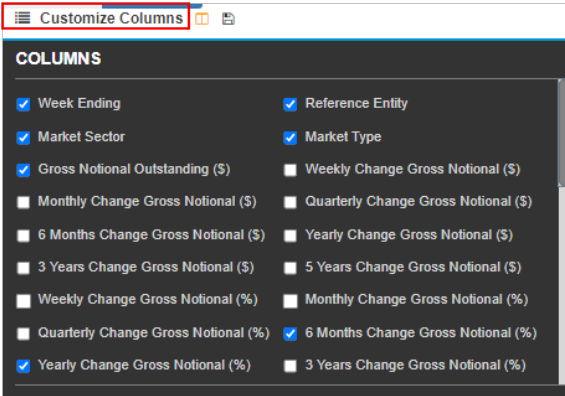 Customize Columns
COLUMNS
Week Ending Reference Entity
Market Sector Market Type
Gross Notional Outstanding ($) Weekly Change Gross Notional ($)
Monthly Change Gross Notional ($) Quarterly Change Gross Notional ($)
6 Months Change Gross Notional ($) Yearly Change Gross Notional ($)
3 Years Change Gross Notional ($) 5 Years Change Gross Notional ($)
Weekly Change Gross Notional (%) Monthly Change Gross Notional (%)
Quarterly Change Gross Notional (%) 6 Months Change Gross Notional (%)
Yearly Change Gross Notional (%) 3 Years Change Gross Notional (%)